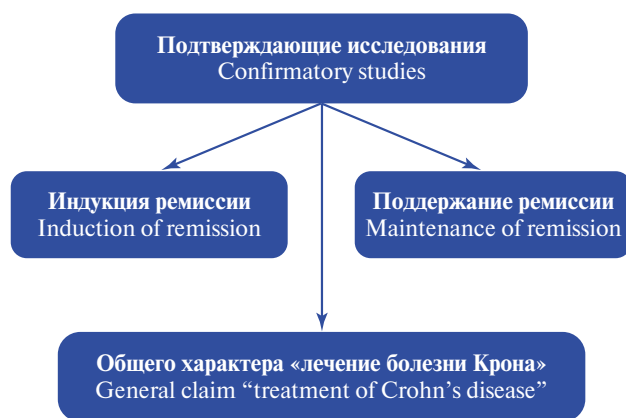 Подтверждающие исследования
Confirmatory studies
Индукция ремиссии
Induction of remission
Поддержание ремиссии
Maintenance of remission
Общего характера «лечение болезни Крона»
General claim “treatment of Crohn’s disease”